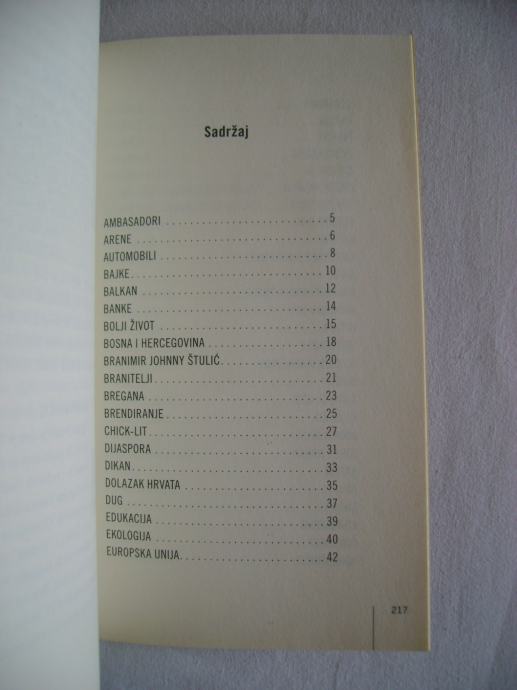 Sadržaj
AMBASADORI . . . . . . . . . . . . . . . . . . . . . . . . . . . 5
ARENE . . . . . . . . . . . . . . . . . . . . . . . . . . . . . . . . 6
AUTOMOBILI . . . . . . . . . . . . . . . . . . . . . . . . . . . . 8
BAJKE. . . . . . . . . . . . . . . . . . . . . . . . . . . . . . . . 10
BALKAN . . . . . . . . . . . . . . . . . . . . . . . . . . . . . . 12
BANKE . . . . . . . . . . . . . . . . . . . . . . . . . . . . . . . 14
BOLJI ŽIVOT . . . . . . . . . . . . . . . . . . . . . . . . . . . 15
BOSNA I HERCEGOVINA . . . . . . . . . . . . . . . . . . . 18
BRANIMIR JOHNNY ŠTULIĆ. . . . . . . . . . . . . . . . . 20
BRANITELJI . . . . . . . . . . . . . . . . . . . . . . . . . . . . 21
BREGANA . . . . . . . . . . . . . . . . . . . . . . . . . . . . . 23
BRENDIRANJE . . . . . . . . . . . . . . . . . . . . . . . . . . 25
CHICK-LIT . . . . . . . . . . . . . . . . . . . . . . . . . . . . . 27
DIJASPORA . . . . . . . . . . . . . . . . . . . . . . . . . . . . 31
DIKAN. . . . . . . . . . . . . . . . . . . . . . . . . . . . . . . . 33
DOLAZAK HRVATA . . . . . . . . . . . . . . . . . . . . . . . 35
DUG . . . . . . . . . . . . . . . . . . . . . . . . . . . . . . . . . 37
EDUKACIJA . . . . . . . . . . . . . . . . . . . . . . . . . . . . 39
EKOLOGIJA . . . . . . . . . . . . . . . . . . . . . . . . . . . . 40
EUROPSKA UNIJA. . . . . . . . . . . . . . . . . . . . . . . . 42
217